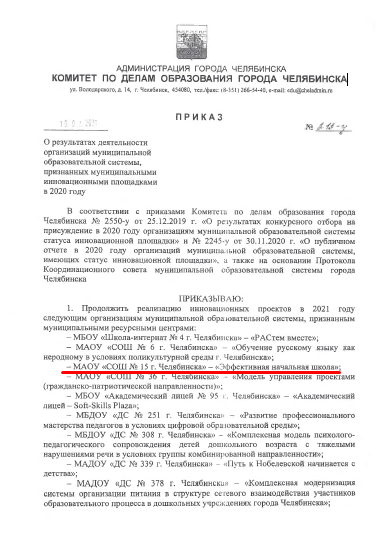 АДМИНИСТРАЦИЯ ГОРОДА ЧЕЛЯБИНСКА
КОМИТЕТ ПО ДЕЛАМ ОБРАЗОВАНИЯ ГОРОДА ЧЕЛЯБИНСКА
ул. Володарского, д. 14, г. Челябинск, 454080, тел./факс: (8-351) 266-54-40, e-mail: edu@cheladmin.ru
ПРИКАЗ
№
О результатах деятельности
организаций муниципальной
образовательной системы,
признанных муниципальными
инновационными площадками
в 2020 году
В соответствии с приказами Комитета по делам образования города
Челябинска № 2550-у от 25.12.2019 «О результатах конкурсного отбора на
присуждение в 2020 году организациям муниципальной образовательной системы
статуса инновационной площадки» и № 2245-у от 30.11.2020 г. «О публичном
отчете в 2020 году организаций муниципальной образовательной системы,
имеющих статус инновационной площадки», а также на основании Протокола
Координационного совета муниципальной образовательной системы города
Челябинска
ПРИКАЗЫВАЮ:
1. Продолжить реализацию инновационных проектов в 2021 году
следующим организациям муниципальной образовательной системы, признанным
муниципальными ресурсными центрами:
– МБОУ «Школа-интернат № 4 г. Челябинска» – «РАСтем вместе»;
– МАОУ «СОШ № 6 г. Челябинска» – «Обучение русскому языку как
неродному в условиях поликультурной среды г. Челябинска»;
– МАОУ «СОШ № 15 г. Челябинска» – «Эффективная начальная школа»;
– МАОУ «СОШ № 36 г. Челябинска» – «Модель управления проектами
(гражданско-патриотической направленности)»;
– МБОУ «Академический лицей № 95 г. Челябинска» – «Академический
лицей – Soft-Skills Plaza»;
– МБДОУ «ДС № 251 г. Челябинска» – «Развитие профессионального
мастерства педагогов в условиях цифровой образовательной среды»;
– МБДОУ «ДС № 308 г. Челябинска» – «Комплексная модель психолого-
педагогического сопровождения детей дошкольного возраста с тяжелыми
нарушениями речи в условиях группы комбинированной направленности»;
– МАДОУ «ДС № 339 г. Челябинска» – «Путь к Нобелевской начинается с
детства»;
– МАДОУ «ДС № 378 г. Челябинска» – «Комплексная модернизация
системы организации питания в структуре сетевого взаимодействия участников
образовательного процесса в дошкольных учреждениях города Челябинска»;